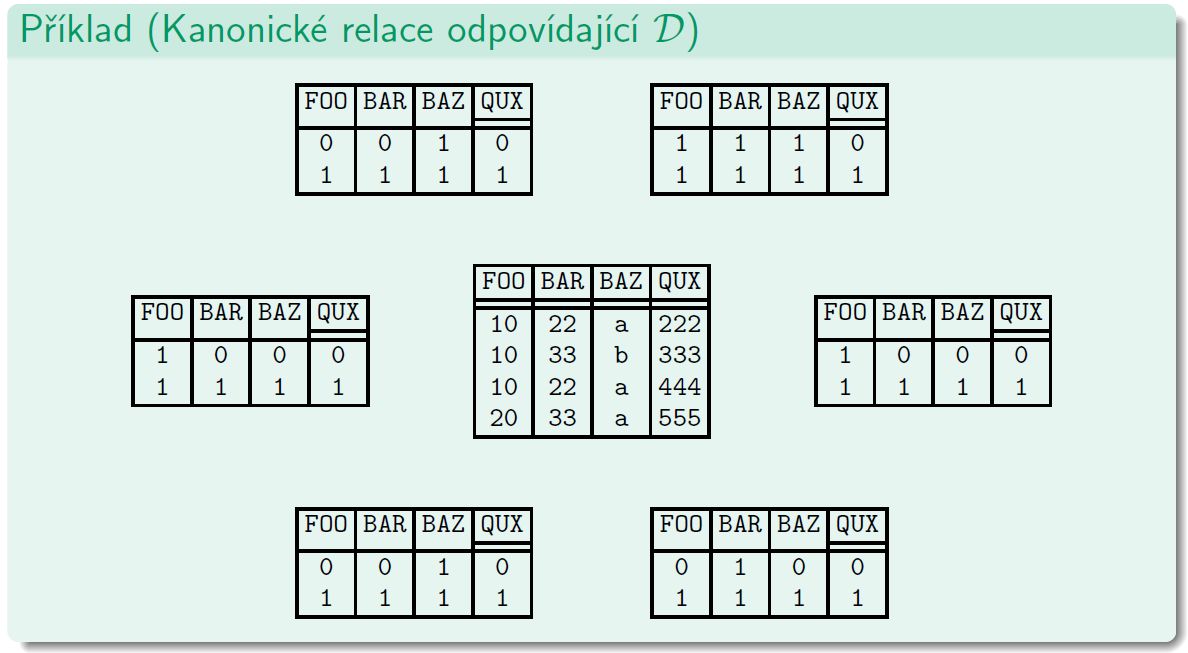 Příklad (Kanonické relace odpovídající 𝒟)
FOO BAR BAZ QUX
0 0 1 0
1 1 1 1
FOO BAR BAZ QUX
1 1 1 0
1 1 1 1
FOO BAR BAZ QUX
1 0 0 0
1 1 1 1
FOO BAR BAZ QUX
10 22 a 222
10 33 b 333
10 22 a 444
20 33 a 555
FOO BAR BAZ QUX
1 0 0 0
1 1 1 1
FOO BAR BAZ QUX
0 0 1 0
1 1 1 1
FOO BAR BAZ QUX
0 1 0 0
1 1 1 1